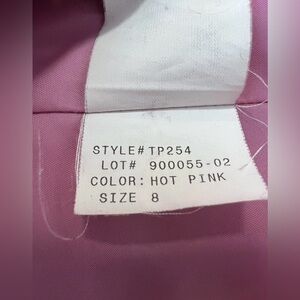 STYLE# TP254
LOT# 900055-02
COLOR: HOT PINK
SIZE 8